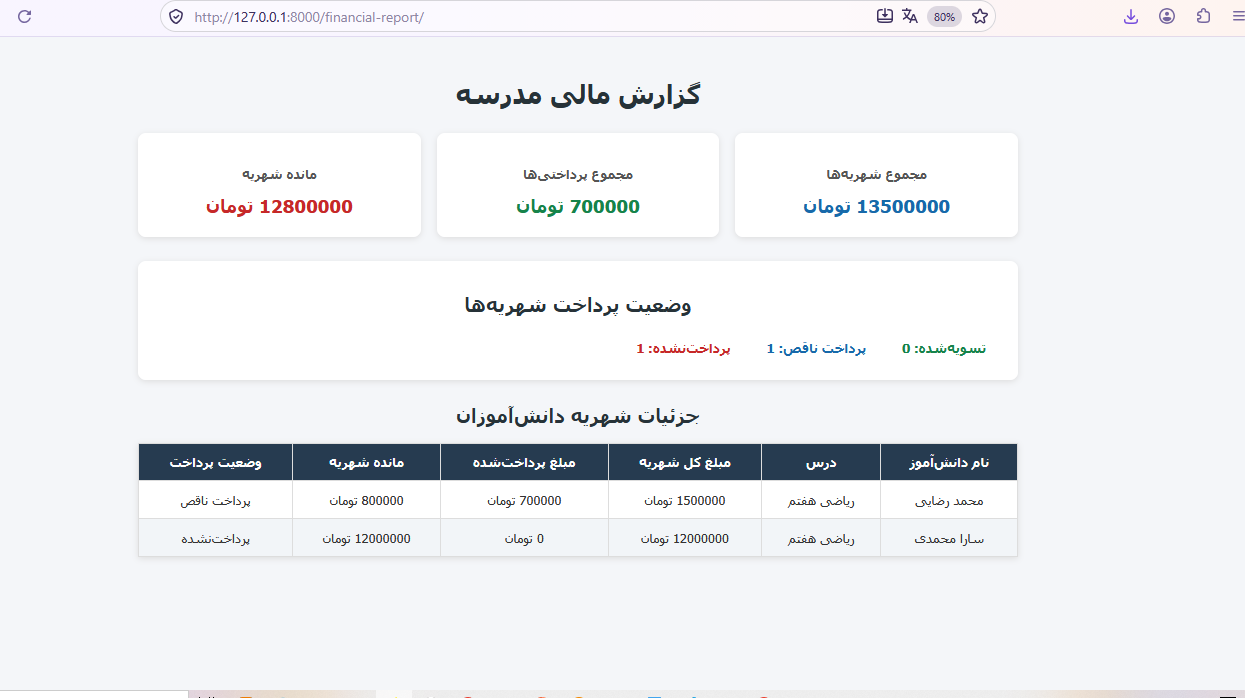 http://127.0.0.1:8000/financial-report/
80%
گزارش مالی مدرسه
مجموع شهریه‌ها
13500000 تومان
مجموع پرداختی‌ها
700000 تومان
مانده شهریه
12800000 تومان
وضعیت پرداخت شهریه‌ها
تسویه‌شده: 0 پرداخت ناقص: 1 پرداخت‌نشده: 1
جزئیات شهریه دانش‌آموزان
نام دانش‌آموز درس مبلغ کل شهریه مبلغ پرداخت‌شده مانده شهریه وضعیت پرداخت
محمد رضایی ریاضی هفتم 1500000 تومان 700000 تومان 800000 تومان پرداخت ناقص
سارا محمدی ریاضی هفتم 12000000 تومان 0 تومان 12000000 تومان پرداخت‌نشده